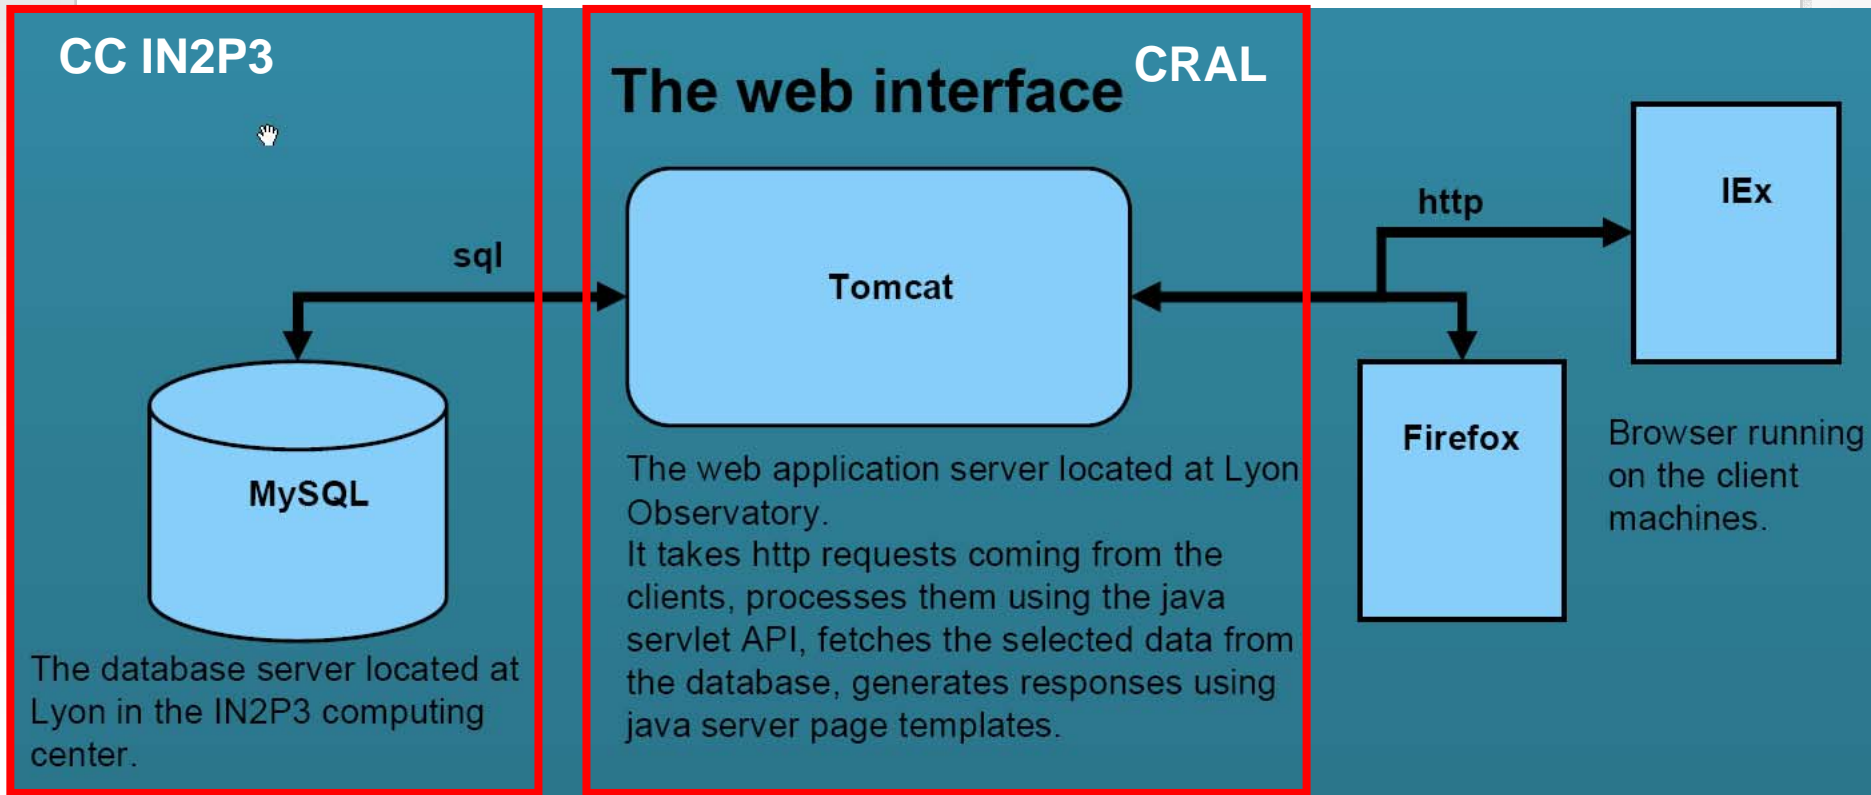 CC IN2P3
The web interface
CRAL
sql
Tomcat
http
IEx
MySQL
Firefox
The database server located at
Lyon in the IN2P3 computing
center.
The web application server located at Lyon
Observatory.
It takes http requests coming from the
clients, processes them using the java
servlet API, fetches the selected data from
the database, generates responses using
java server page templates.
Browser running
on the client
machines.